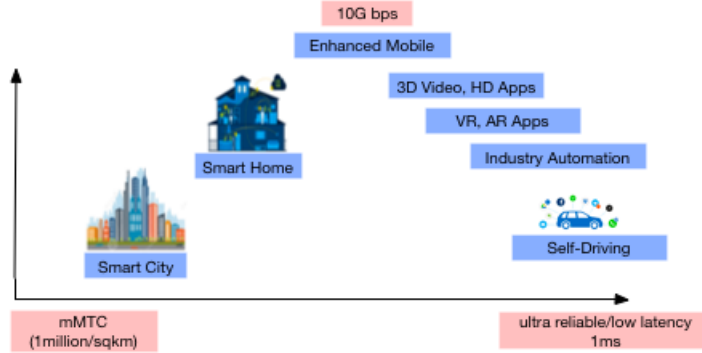 10G bps
Enhanced Mobile
3D Video, HD Apps
VR, AR Apps
Smart Home
Industry Automation
Smart City
Self-Driving
mMTC
(1million/sqkm)
ultra reliable/low latency
1ms